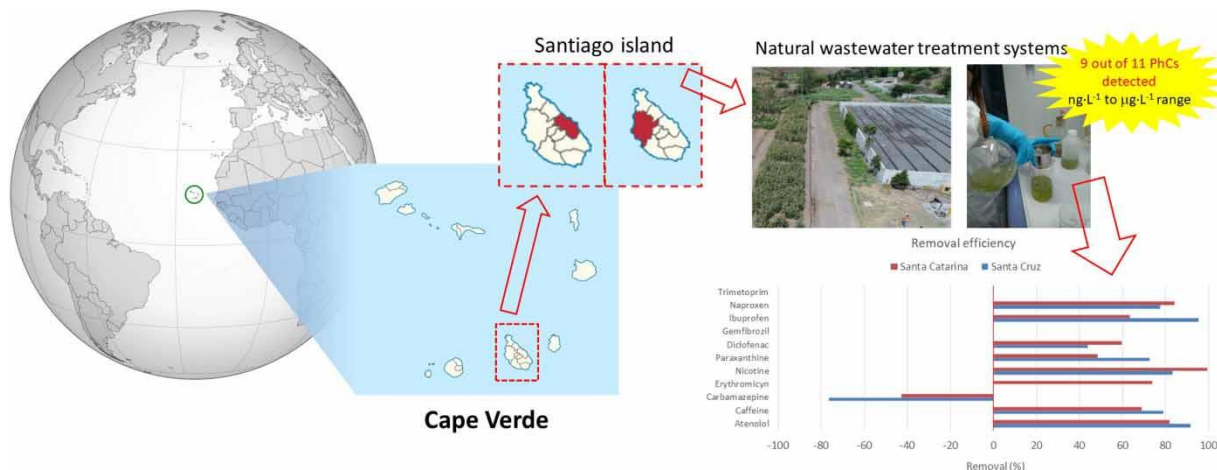 Santiago island
Natural wastewater treatment systems
9 out of 11 PhCs
detected
ng·L⁻¹ to µg·L⁻¹ range
Cape Verde
Removal efficiency
Santa Catarina
Santa Cruz
Trimetoprim
Naproxen
Ibuprofen
Gemfibrozil
Diclofenac
Paraxanthine
Nicotine
Erythromicyn
Carbamazepine
Caffeine
Atenolol
-100 -80 -60 -40 -20 0 20 40 60 80 100
Removal (%)